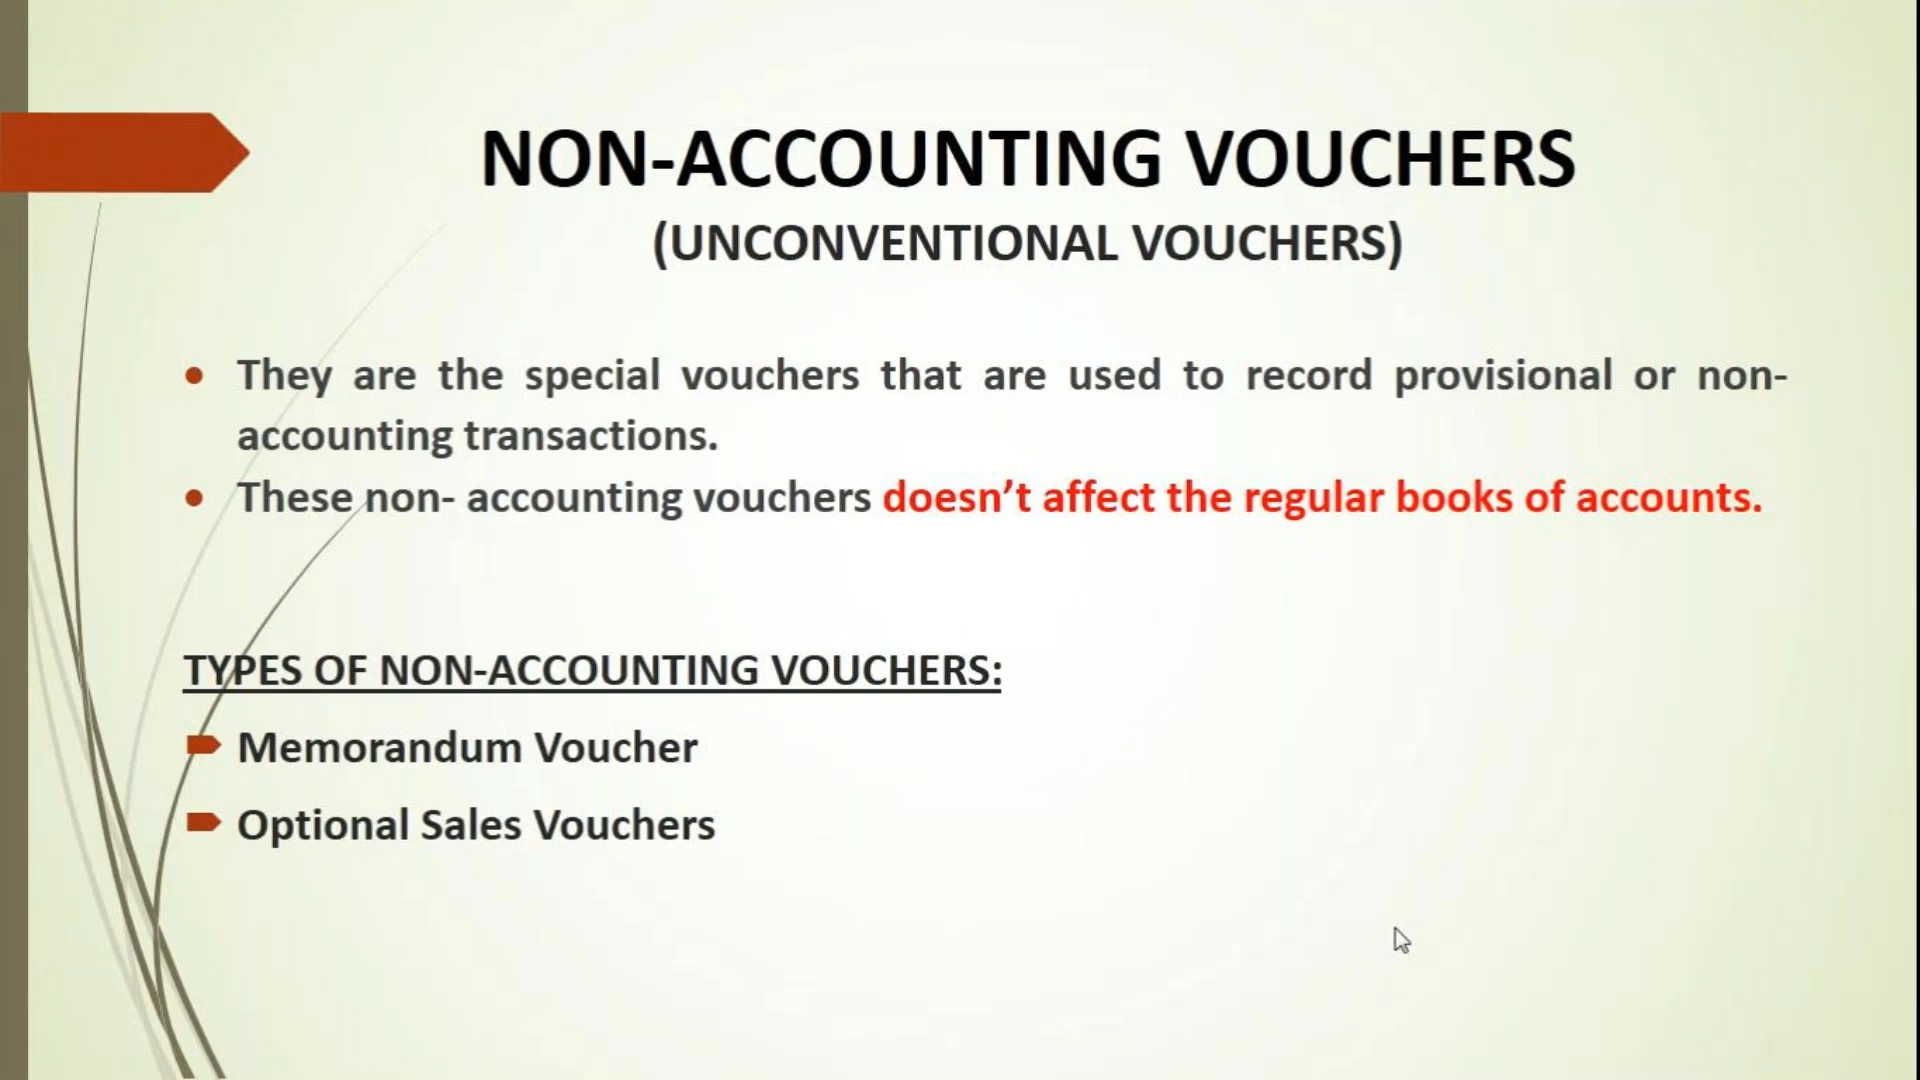 NON-ACCOUNTING VOUCHERS
(UNCONVENTIONAL VOUCHERS)
• They are the special vouchers that are used to record provisional or non-
accounting transactions.
• These non- accounting vouchers doesn’t affect the regular books of accounts.
TYPES OF NON-ACCOUNTING VOUCHERS:
Memorandum Voucher
Optional Sales Vouchers